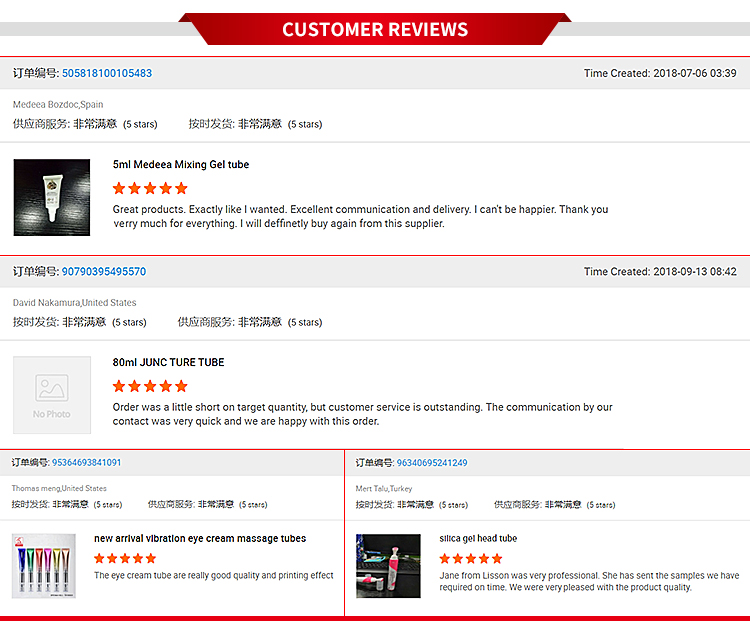 CUSTOMER REVIEWS
订单编号: 505818100105483
Time Created: 2018-07-06 03:39
Medeea Bozdoc,Spain
供应商服务: 非常满意 (5 stars) 按时发货: 非常满意 (5 stars)
5ml Medeea Mixing Gel tube
Great products. Exactly like I wanted. Excellent communication and delivery. I can't be happier. Thank you
verry much for everything. I will deffinetly buy again from this supplier.
订单编号: 90790395495570
Time Created: 2018-09-13 08:42
David Nakamura,United States
按时发货: 非常满意 (5 stars) 供应商服务: 非常满意 (5 stars)
80ml JUNC TURE TUBE
No Photo
Order was a little short on target quantity, but customer service is outstanding. The communication by our
contact was very quick and we are happy with this order.
订单编号: 95364693841091
Thomas meng,United States
按时发货: 非常满意 (5 stars) 供应商服务: 非常满意 (5 stars)
new arrival vibration eye cream massage tubes
The eye cream tube are really good quality and printing effect
订单编号: 96340695241249
Mert Talu,Turkey
按时发货: 非常满意 (5 stars) 供应商服务: 非常满意 (5 stars)
silica gel head tube
Jane from Lisson was very professional. She has sent the samples we have
required on time. We were very pleased with the product quality.